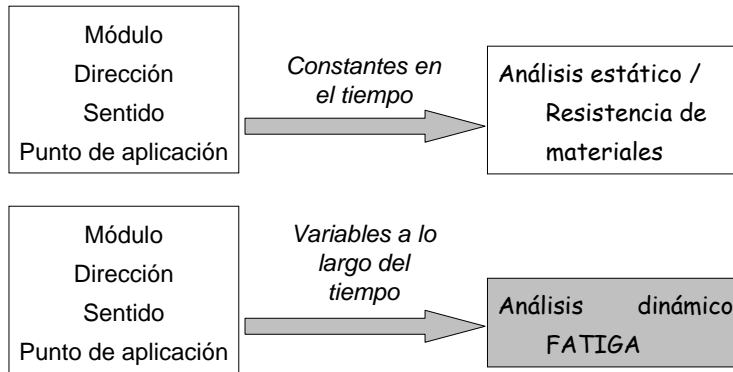 Módulo
Dirección
Sentido
Punto de aplicación
Constantes en
el tiempo
Análisis estático /
Resistencia de
materiales
Módulo
Dirección
Sentido
Punto de aplicación
Variables a lo
largo del
tiempo
Análisis dinámico
FATIGA